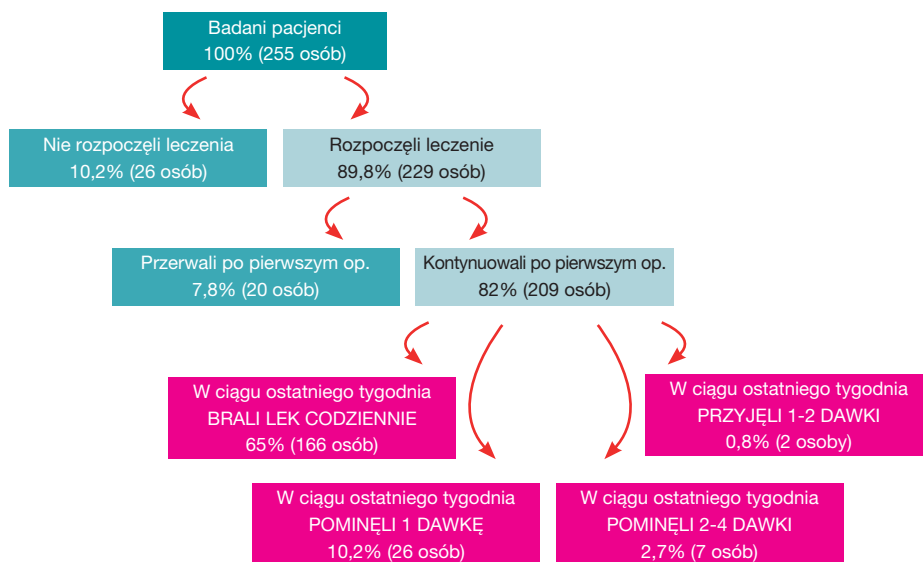 Badani pacjenci
100% (255 osób)
Nie rozpoczęli leczenia
10,2% (26 osób)
Rozpoczęli leczenie
89,8% (229 osób)
Przerwali po pierwszym op.
7,8% (20 osób)
Kontynuowali po pierwszym op.
82% (209 osób)
W ciągu ostatniego tygodnia
BRALI LEK CODZIENNIE
65% (166 osób)
W ciągu ostatniego tygodnia
PRZYJĘLI 1-2 DAWKI
0,8% (2 osoby)
W ciągu ostatniego tygodnia
POMINĘLI 1 DAWKĘ
10,2% (26 osób)
W ciągu ostatniego tygodnia
POMINĘLI 2-4 DAWKI
2,7% (7 osób)